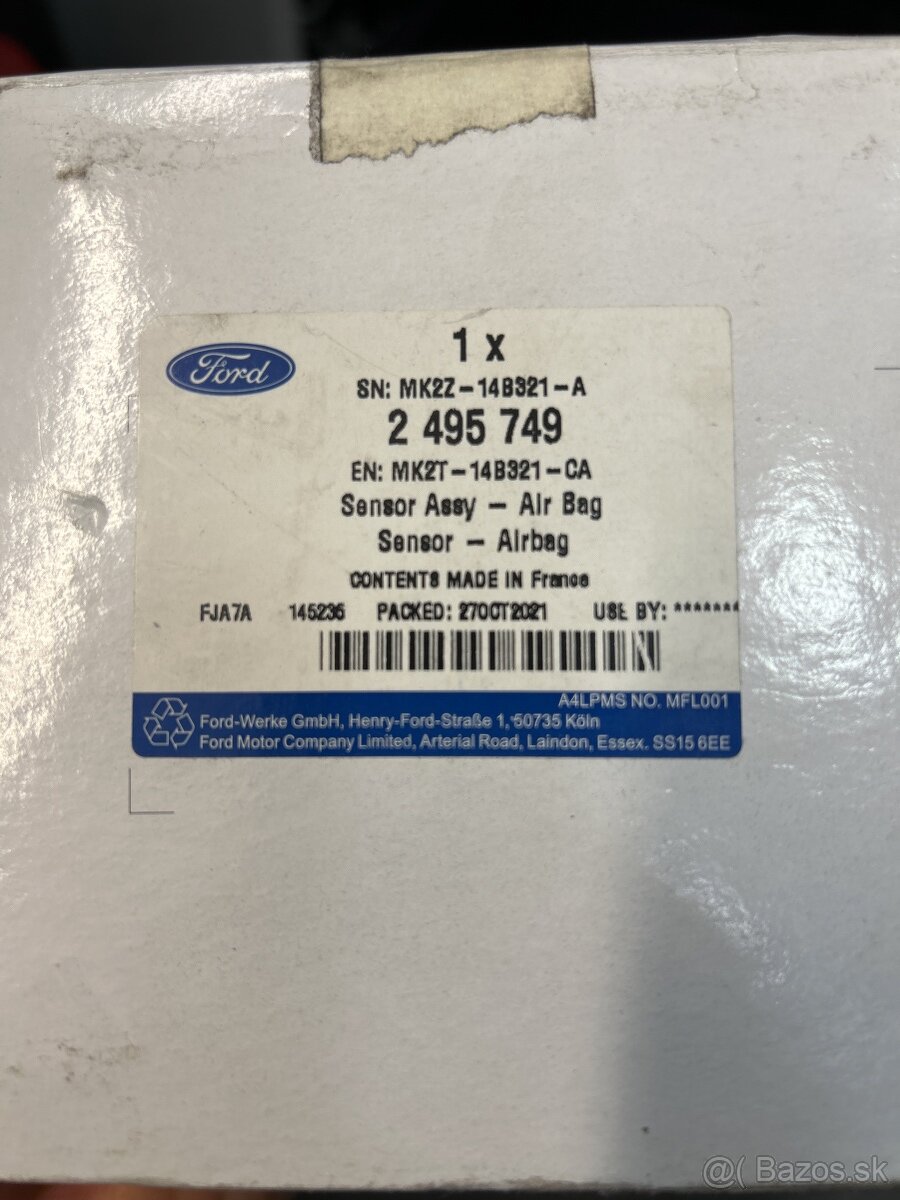 1 x
Ford
SN: MK2Z-14B321-A
2 495 749
EN: MK2T-14B321-CA
Sensor Assy - Air Bag
Sensor - Airbag
CONTENTS MADE IN France
FJA7A 145236 PACKED: 27OCT2021 USE BY: *******
A4LPMS NO. MFL001
Ford-Werke GmbH, Henry-Ford-Straße 1, 50735 Köln
Ford Motor Company Limited, Arterial Road, Laindon, Essex. SS15 6EE
@( Bazos.sk